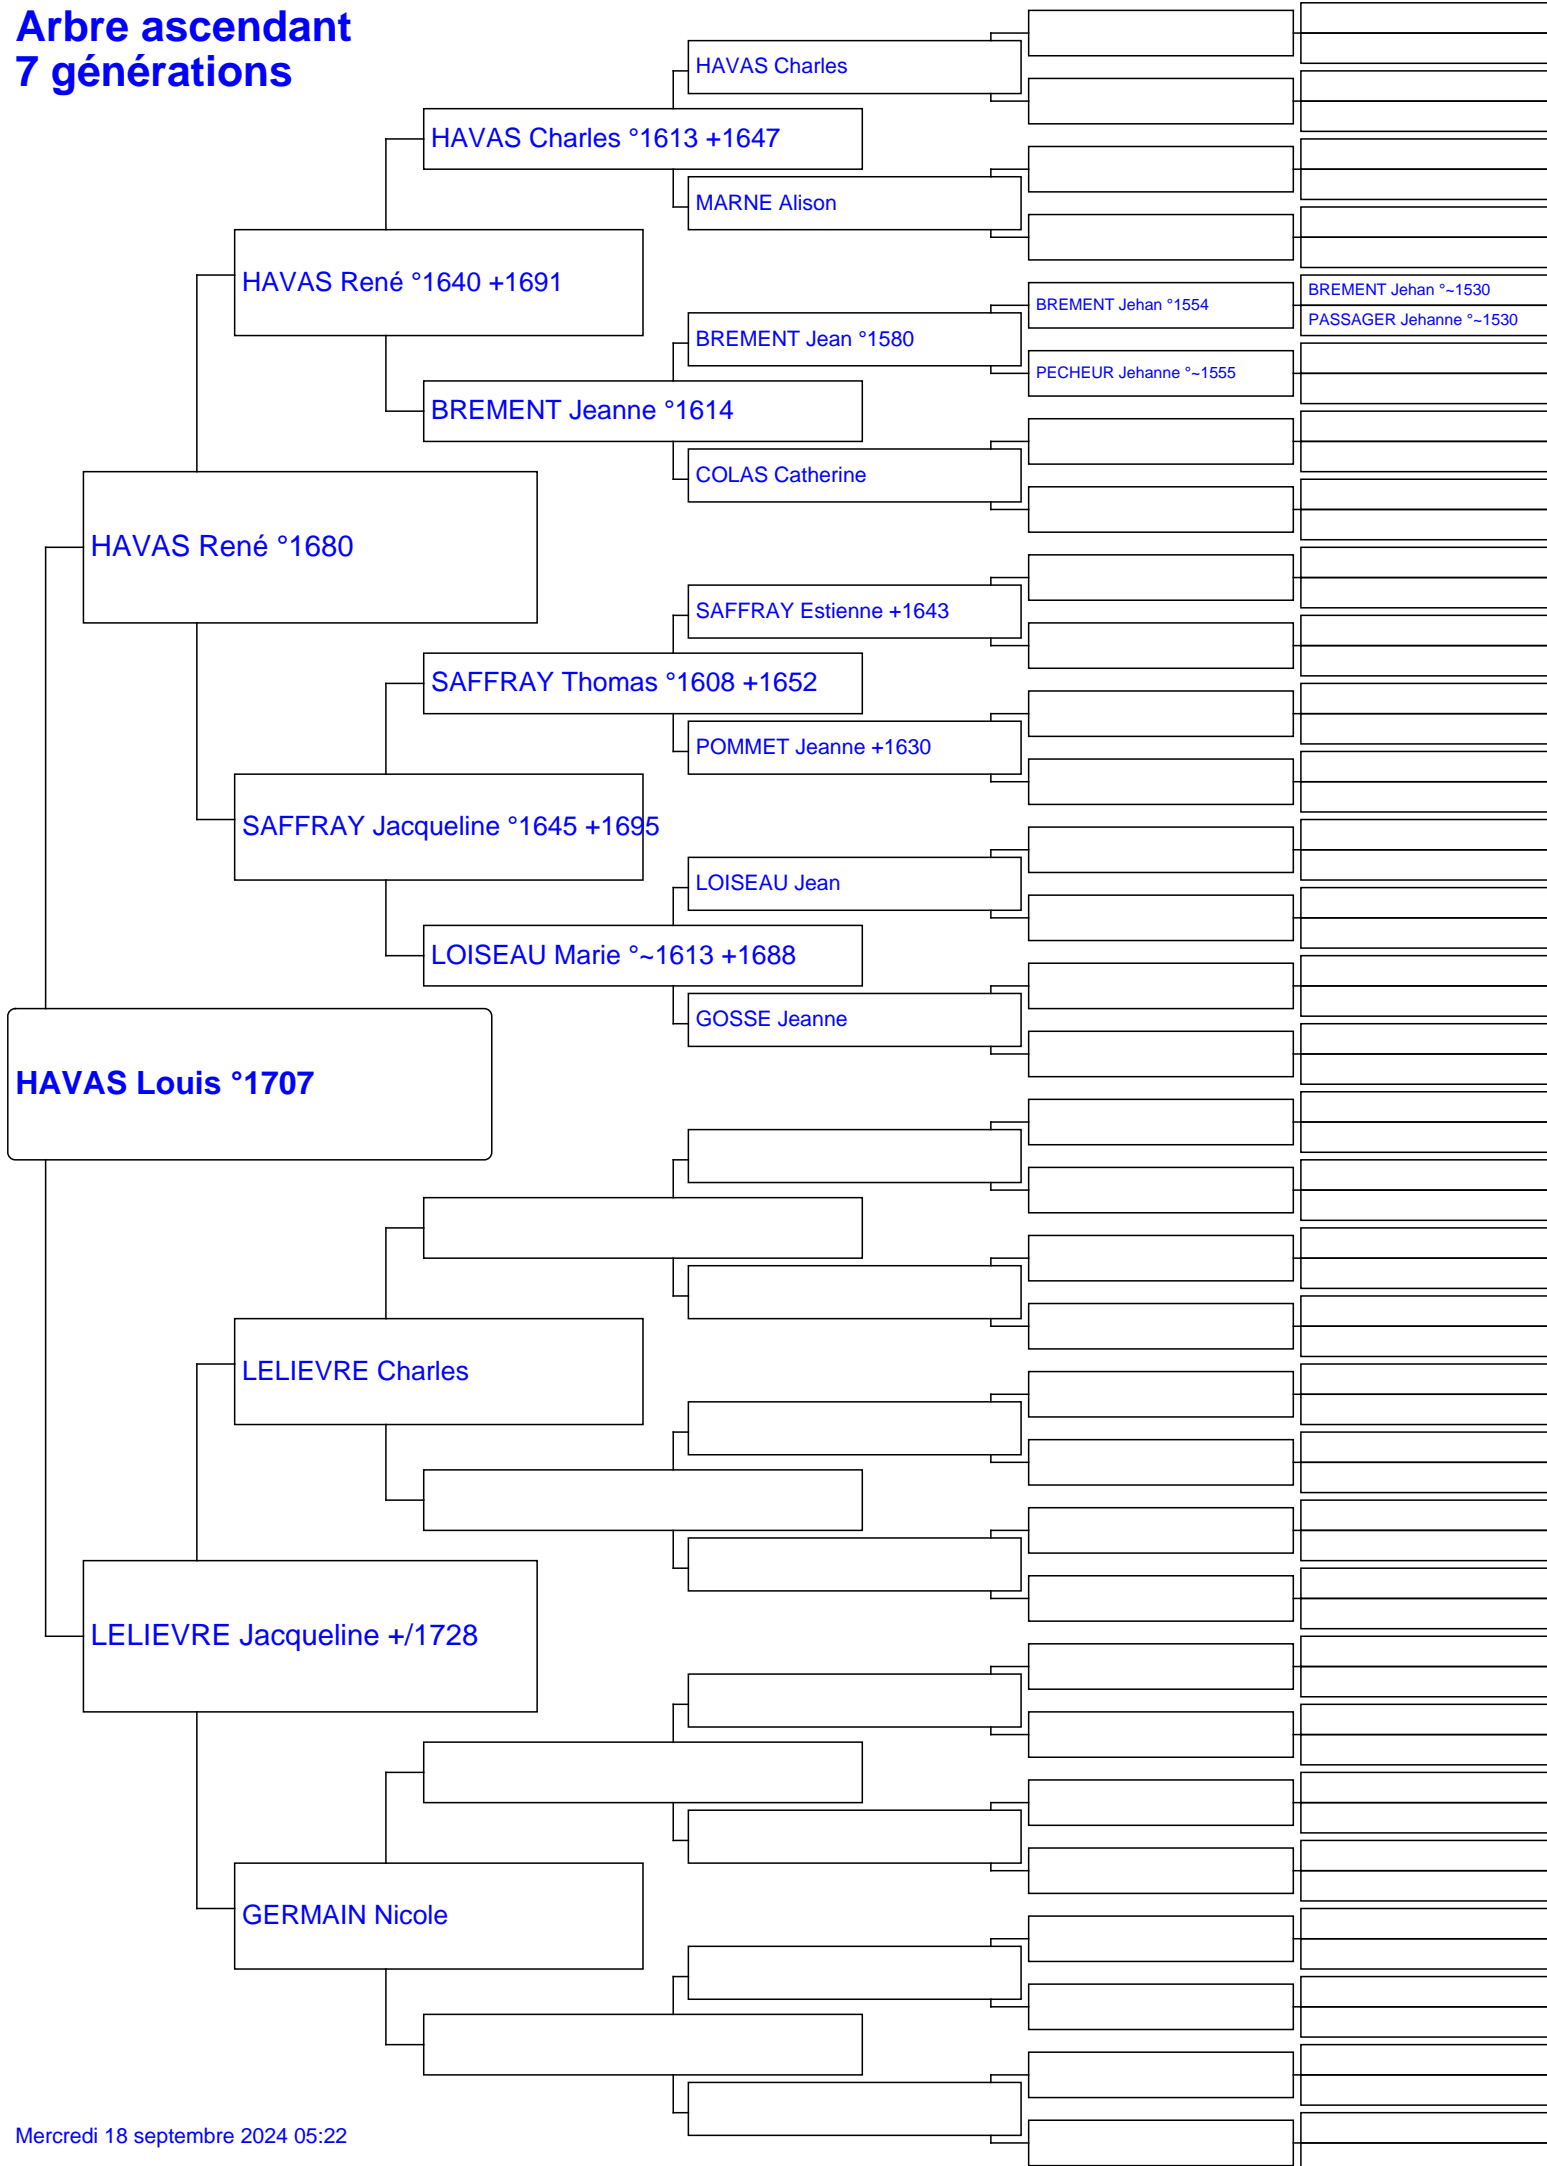 Arbre ascendant
7 générations
HAVAS Charles
HAVAS Charles °1613 +1647
MARNE Alison
HAVAS René °1640 +1691
BREMENT Jehan °~1530
BREMENT Jehan °1554
PASSAGER Jehanne °~1530
BREMENT Jean °1580
PECHEUR Jehanne °~1555
BREMENT Jeanne °1614
COLAS Catherine
HAVAS René °1680
SAFFRAY Estienne +1643
SAFFRAY Thomas °1608 +1652
POMMET Jeanne +1630
SAFFRAY Jacqueline °1645 +1695
LOISEAU Jean
LOISEAU Marie °~1613 +1688
GOSSE Jeanne
HAVAS Louis °1707
LELIEVRE Charles
LELIEVRE Jacqueline +/1728
GERMAIN Nicole
Mercredi 18 septembre 2024 05:22